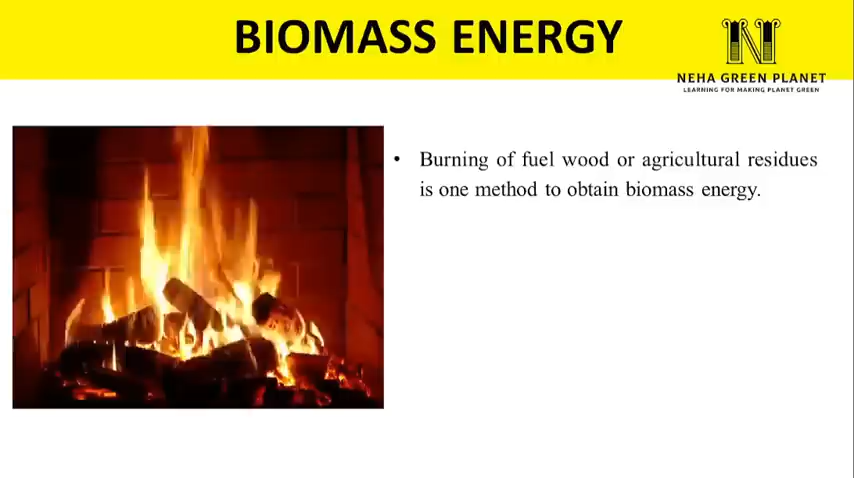 BIOMASS ENERGY
N
NEHA GREEN PLANET
LEARNING FOR MAKING PLANET GREEN
• Burning of fuel wood or agricultural residues
is one method to obtain biomass energy.